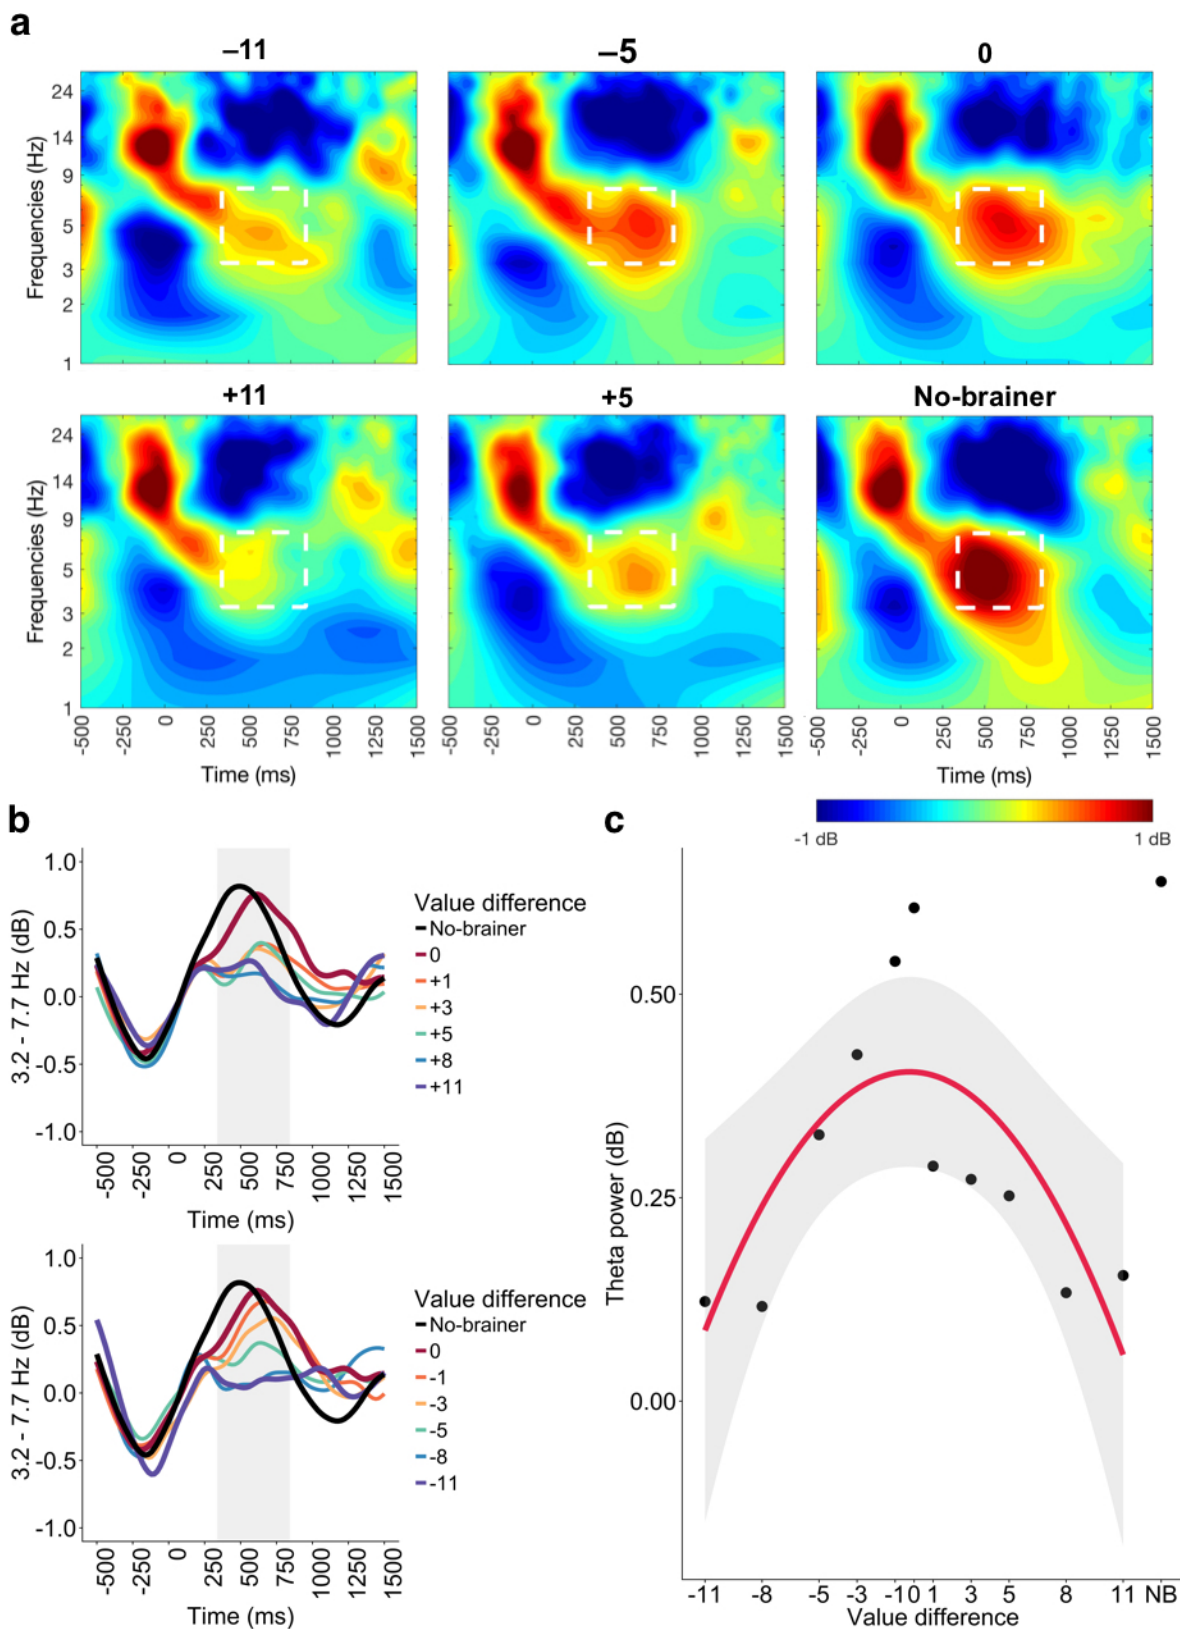 a
–11
–5
0
Frequencies (Hz)
24
14
9
5
3
2
1
+11
+5
No-brainer
Frequencies (Hz)
24
14
9
5
3
2
1
-500 -250 0 250 500 750 1000 1250 1500
-500 -250 0 250 500 750 1000 1250 1500
-500 -250 0 250 500 750 1000 1250 1500
Time (ms)
Time (ms)
-1 dB
1 dB
b
3.2 - 7.7 Hz (dB)
1.0
0.5
0.0
-0.5
-1.0
-500 -250 0 250 500 750 1000 1250 1500
Time (ms)
Value difference
No-brainer
0
+1
+3
+5
+8
+11
3.2 - 7.7 Hz (dB)
1.0
0.5
0.0
-0.5
-1.0
-500 -250 0 250 500 750 1000 1250 1500
Time (ms)
Value difference
No-brainer
0
-1
-3
-5
-8
-11
c
Theta power (dB)
0.50
0.25
0.00
-11 -8 -5 -3 -1 0 1 3 5 8 11 NB
Value difference